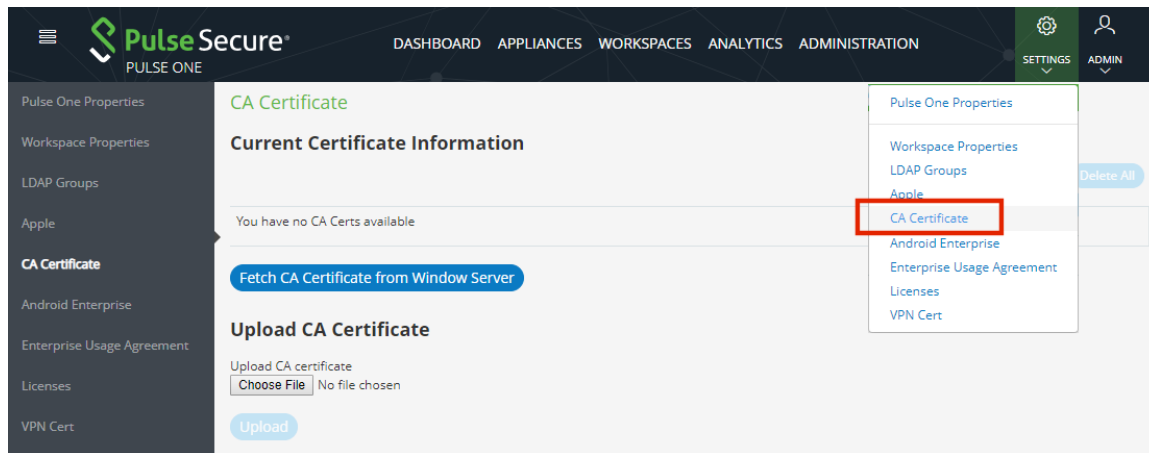 Pulse Secure®
PULSE ONE
DASHBOARD APPLIANCES WORKSPACES ANALYTICS ADMINISTRATION
SETTINGS
ADMIN
Pulse One Properties
Workspace Properties
LDAP Groups
Apple
CA Certificate
Android Enterprise
Enterprise Usage Agreement
Licenses
VPN Cert
CA Certificate
Current Certificate Information
Delete All
You have no CA Certs available
Fetch CA Certificate from Window Server
Upload CA Certificate
Upload CA certificate
Choose File No file chosen
Upload
Pulse One Properties
Workspace Properties
LDAP Groups
Apple
CA Certificate
Android Enterprise
Enterprise Usage Agreement
Licenses
VPN Cert